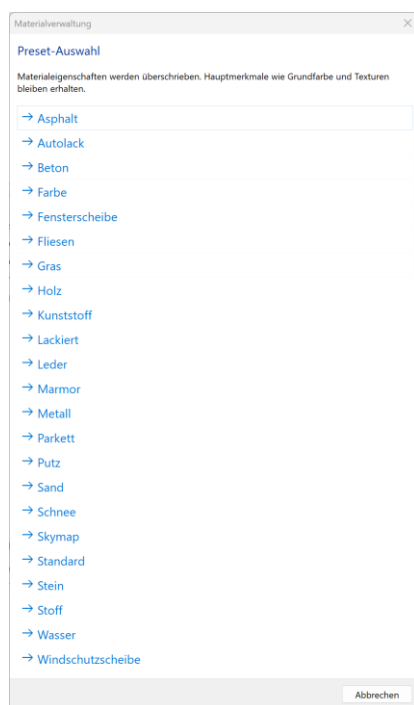 Materialverwaltung
Preset-Auswahl
Materialeigenschaften werden überschrieben. Hauptmerkmale wie Grundfarbe und Texturen
bleiben erhalten.
→ Asphalt
→ Autolack
→ Beton
→ Farbe
→ Fensterscheibe
→ Fliesen
→ Gras
→ Holz
→ Kunststoff
→ Lackiert
→ Leder
→ Marmor
→ Metall
→ Parkett
→ Putz
→ Sand
→ Schnee
→ Skymap
→ Standard
→ Stein
→ Stoff
→ Wasser
→ Windschutzscheibe
Abbrechen